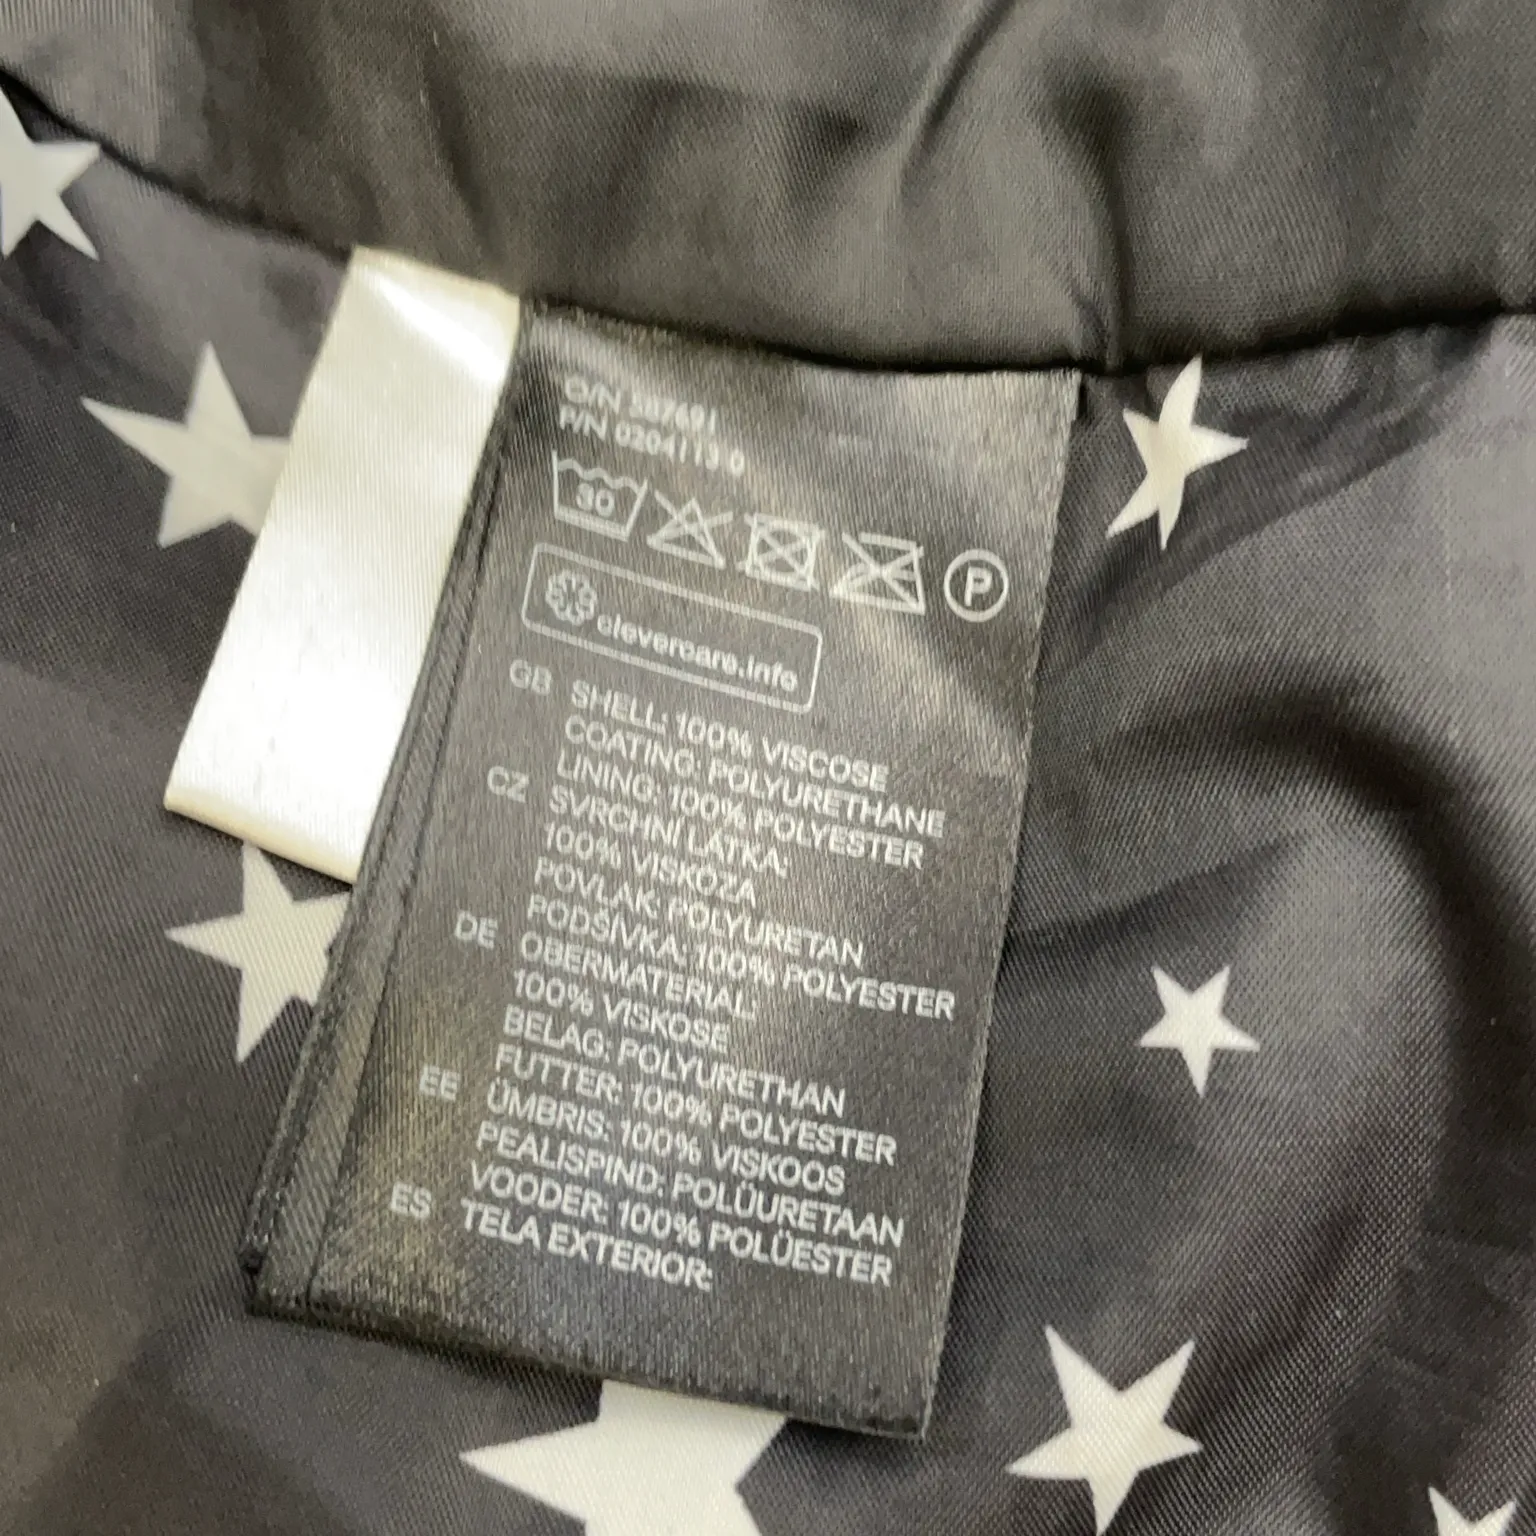 O/N 507691
P/N 0204113-0
30
P
clevercare.info
GB SHELL: 100% VISCOSE
COATING: POLYURETHANE
LINING: 100% POLYESTER
CZ SVRCHNÍ LÁTKA:
100% VISKÓZA
POVLAK: POLYURETAN
PODŠÍVKA: 100% POLYESTER
DE OBERMATERIAL:
100% VISKOSE
BELAG: POLYURETHAN
FUTTER: 100% POLYESTER
EE ÜMBRIS: 100% VISKOOS
PEALISPIND: POLÜURETAAN
VOODER: 100% POLÜESTER
ES TELA EXTERIOR: